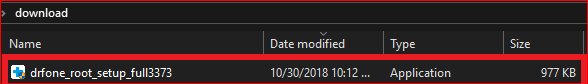 download
Name Date modified Type Size
drfone_root_setup_full3373 10/30/2018 10:12 ... Application 977 KB